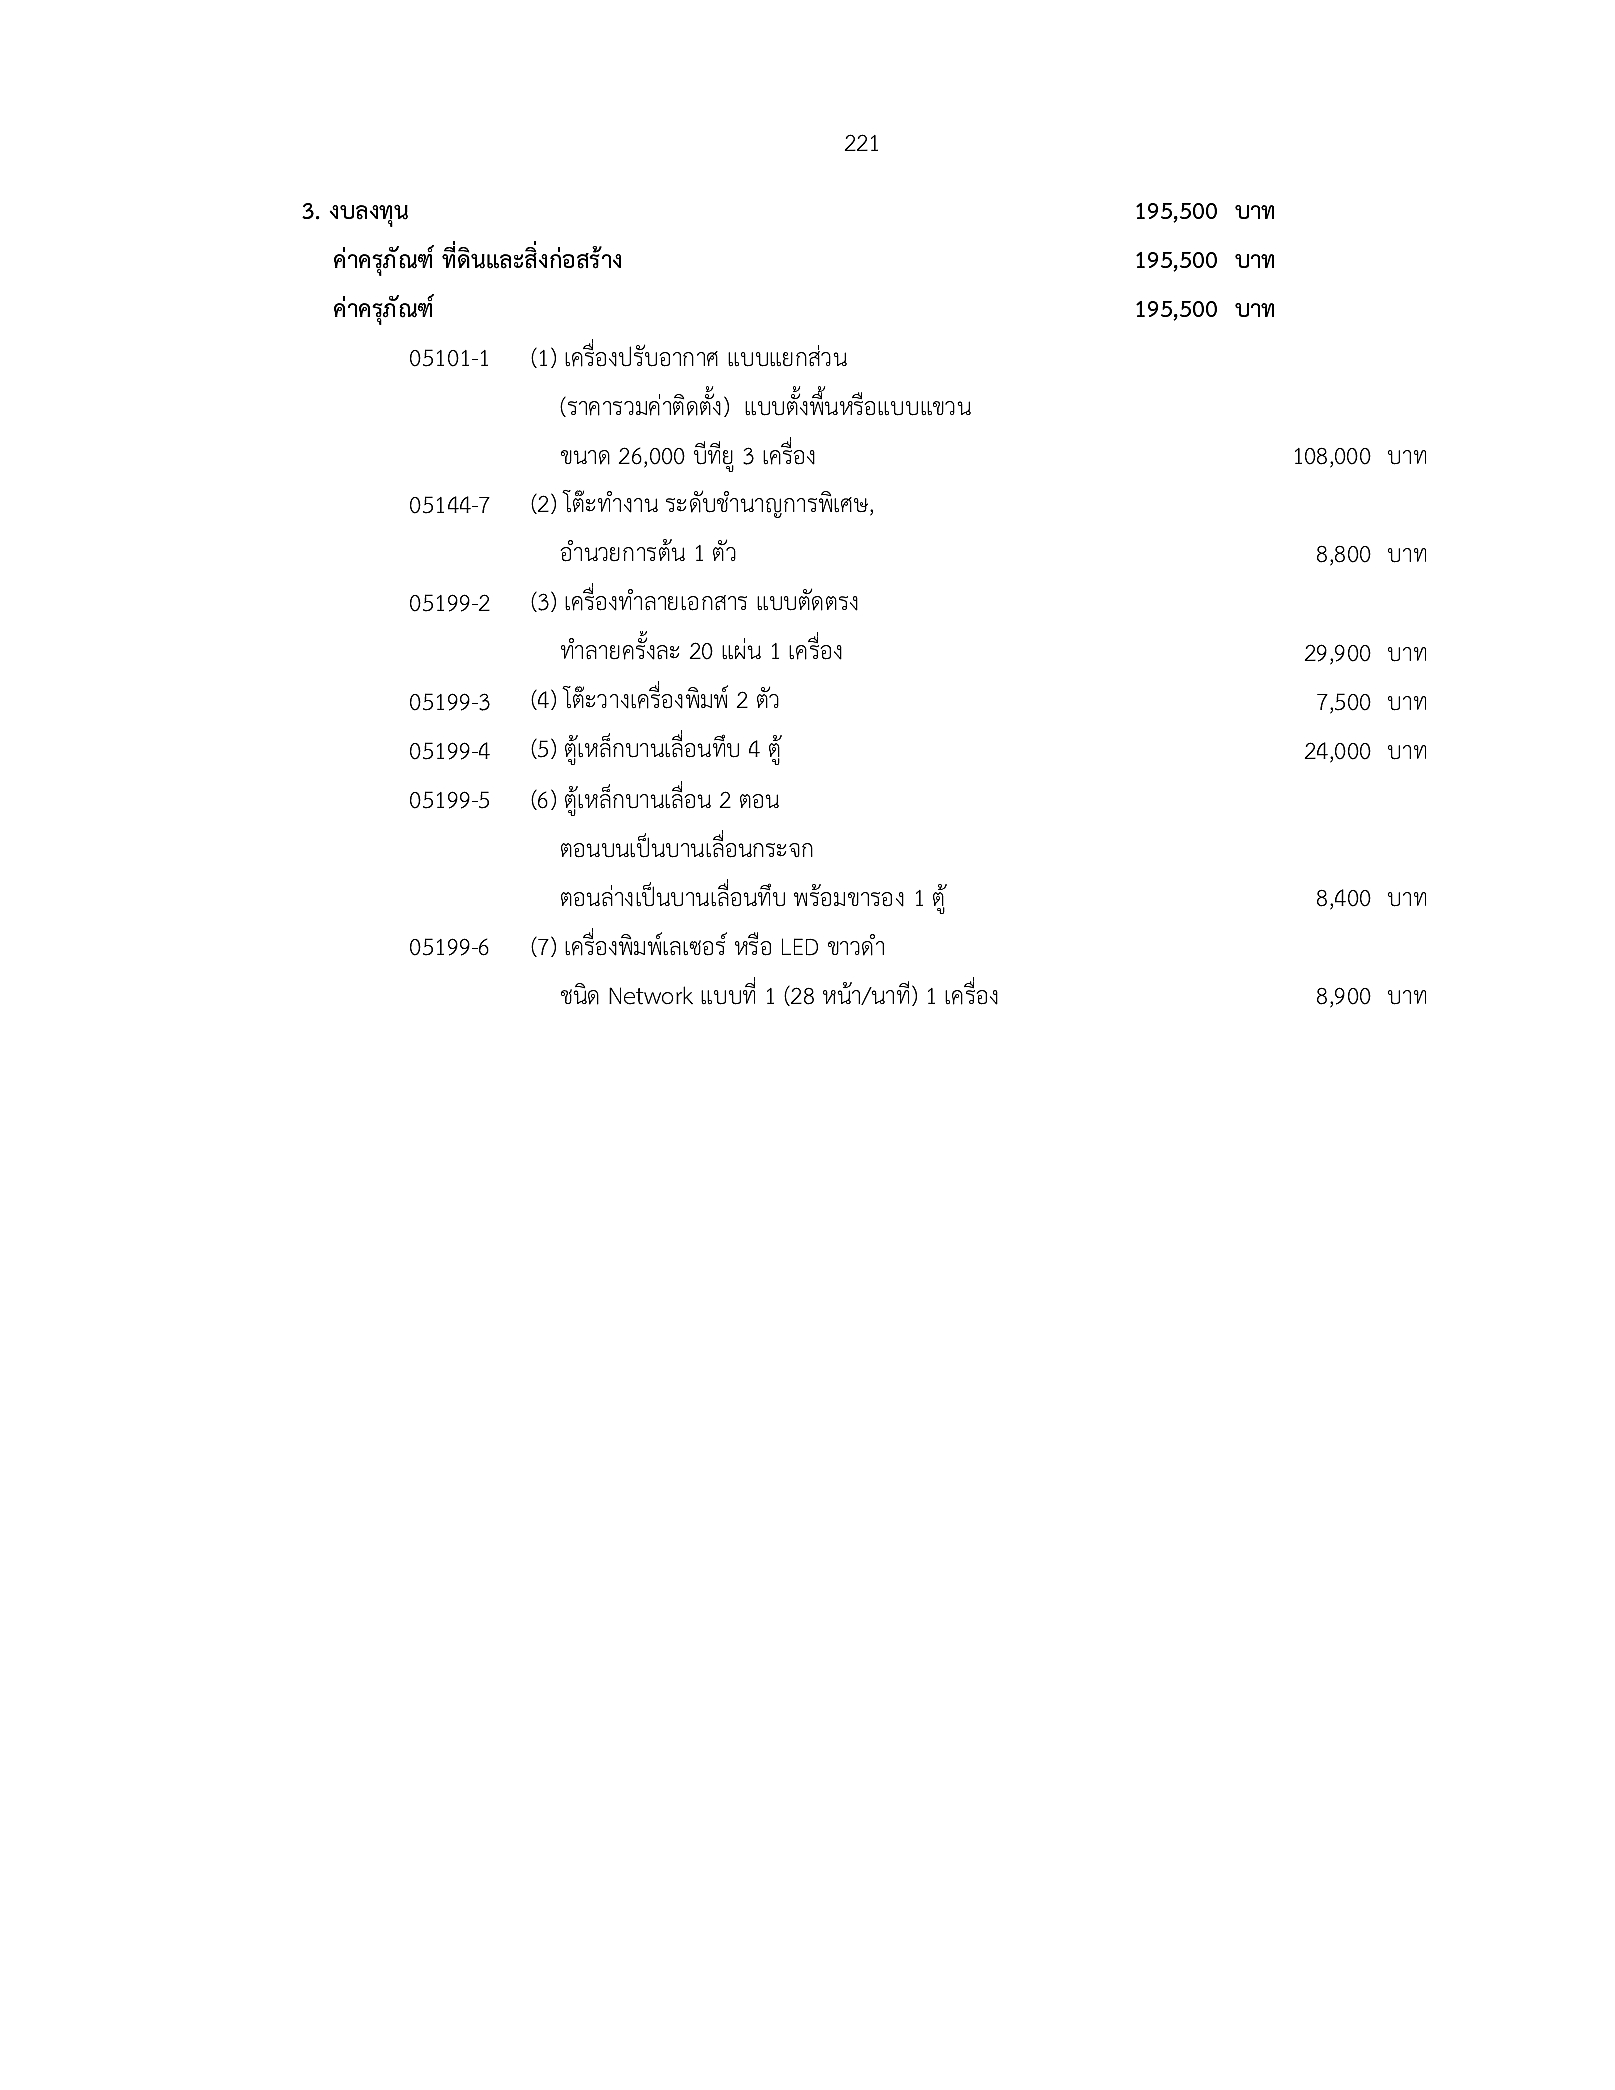 221
3. งบลงทุน 195,500 บาท
ค่าครุภัณฑ์ ที่ดินและสิ่งก่อสร้าง 195,500 บาท
ค่าครุภัณฑ์ 195,500 บาท
05101-1 (1) เครื่องปรับอากาศ แบบแยกส่วน
(ราคารวมค่าติดตั้ง) แบบตั้งพื้นหรือแบบแขวน
ขนาด 26,000 บีทียู 3 เครื่อง 108,000 บาท
05144-7 (2) โต๊ะทำงาน ระดับชำนาญการพิเศษ,
อำนวยการต้น 1 ตัว 8,800 บาท
05199-2 (3) เครื่องทำลายเอกสาร แบบตัดตรง
ทำลายครั้งละ 20 แผ่น 1 เครื่อง 29,900 บาท
05199-3 (4) โต๊ะวางเครื่องพิมพ์ 2 ตัว 7,500 บาท
05199-4 (5) ตู้เหล็กบานเลื่อนทึบ 4 ตู้ 24,000 บาท
05199-5 (6) ตู้เหล็กบานเลื่อน 2 ตอน
ตอนบนเป็นบานเลื่อนกระจก
ตอนล่างเป็นบานเลื่อนทึบ พร้อมขารอง 1 ตู้ 8,400 บาท
05199-6 (7) เครื่องพิมพ์เลเซอร์ หรือ LED ขาวดำ
ชนิด Network แบบที่ 1 (28 หน้า/นาที) 1 เครื่อง 8,900 บาท